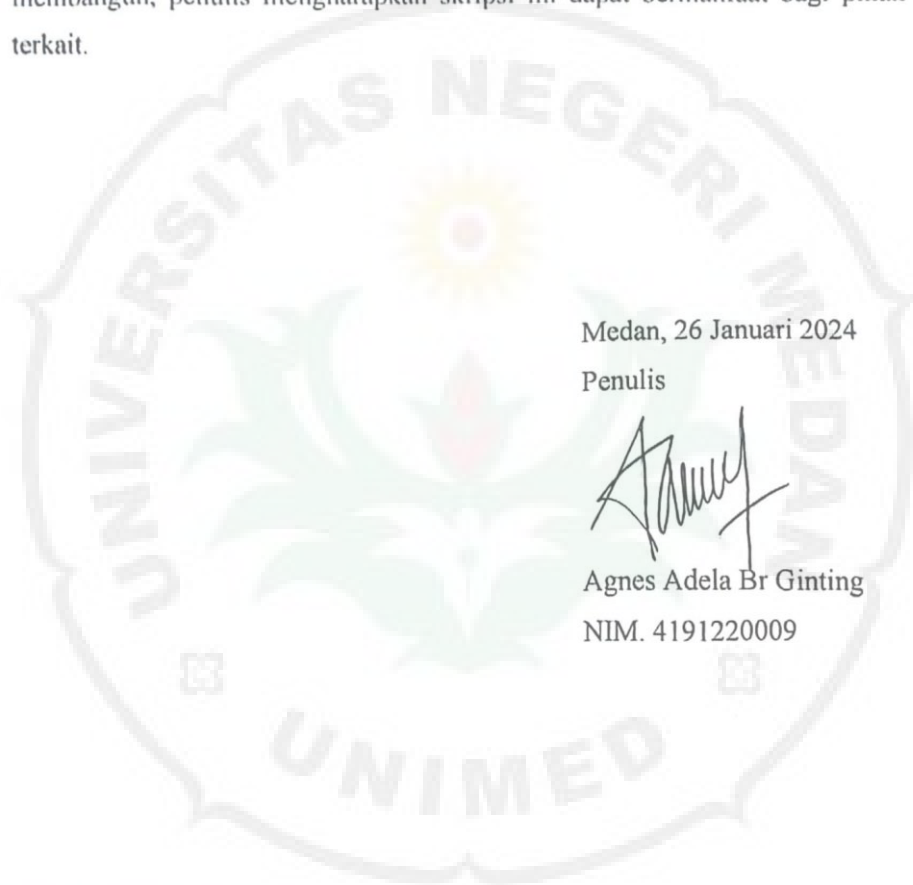 membangun, penulis mengharapkan skripsi ini dapat bermanfaat bagi pihak
terkait.
UNIVERSITAS NEGERI MEDAN
Medan, 26 Januari 2024
Penulis
Agnes Adela Br Ginting
NIM. 4191220009
UNIMED